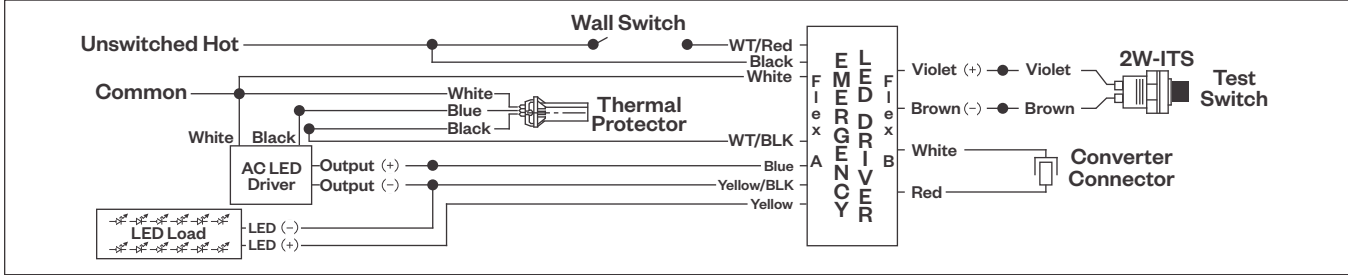 Wall Switch
Unswitched Hot
WT/Red
Black
White
Common
White
Blue
Black
Thermal
Protector
White
Black
WT/BLK
AC LED
Driver
Output (+)
Output (-)
Blue
Yellow/BLK
Yellow
LED Load
LED (-)
LED (+)
Flex A
EMERGENCY
LED DRIVER
Flex B
Violet (+)
Violet
Brown (-)
Brown
2W-ITS
Test
Switch
White
Red
Converter
Connector